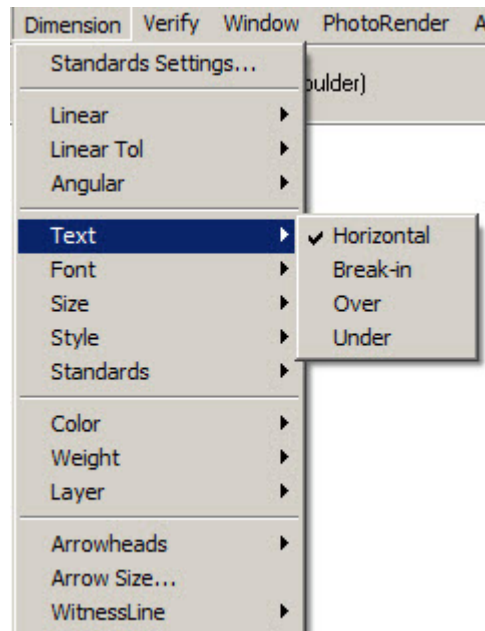 Dimension Verify Window PhotoRender A
Standards Settings...
oulder)
Linear
Linear Tol
Angular
Text
Horizontal
Font
Break-in
Size
Over
Style
Under
Standards
Color
Weight
Layer
Arrowheads
Arrow Size...
WitnessLine